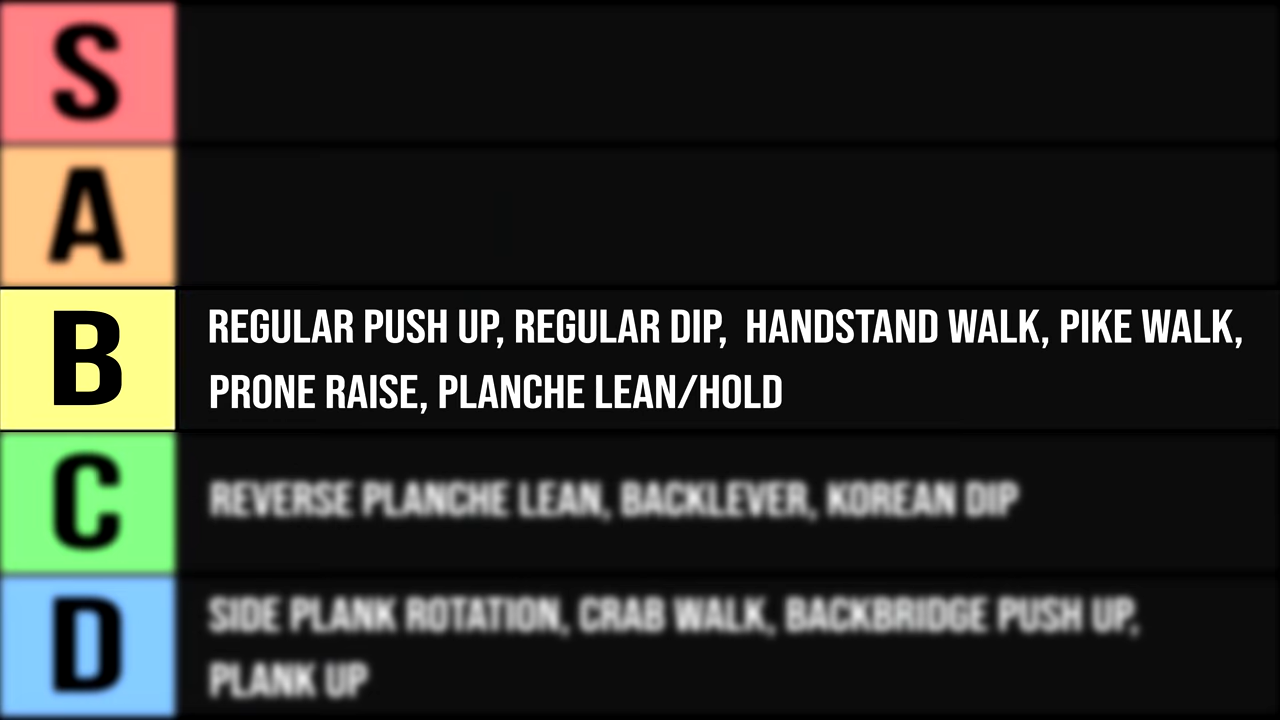 S
A
B
REGULAR PUSH UP, REGULAR DIP,  HANDSTAND WALK, PIKE WALK,
PRONE RAISE, PLANCHE LEAN/HOLD
C
REVERSE PLANCHE LEAN, BACKLEVER, KOREAN DIP
D
SIDE PLANK ROTATION, CRAB WALK, BACKBRIDGE PUSH UP,
PLANK UP